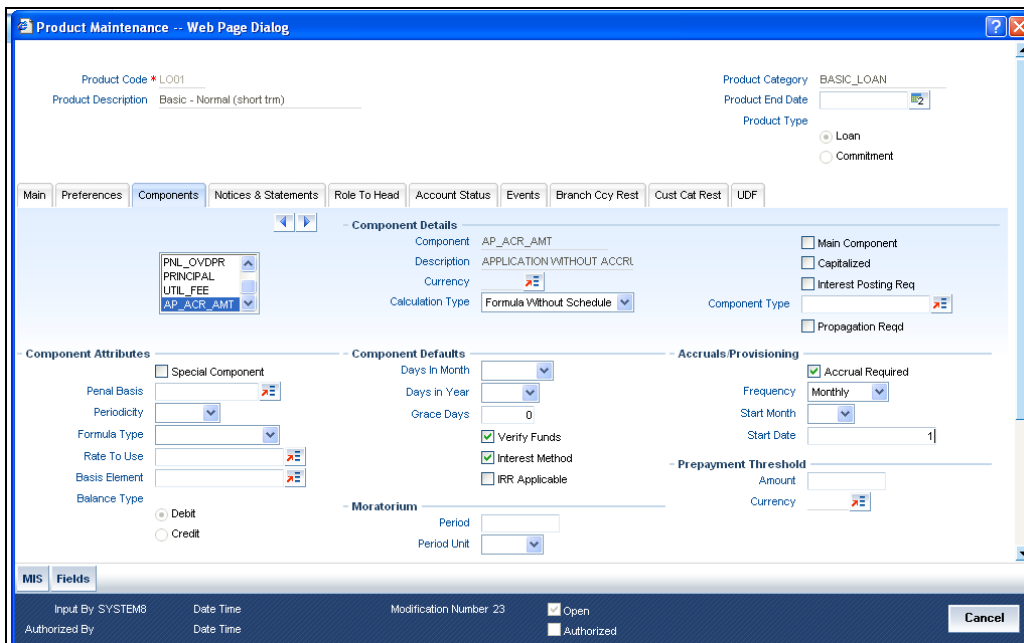 Product Maintenance -- Web Page Dialog
Product Code * LO01
Product Category BASIC_LOAN
Product Description Basic - Normal (short trm)
Product End Date
Product Type
Loan
Commitment
Main Preferences Components Notices & Statements Role To Head Account Status Events Branch Ccy Rest Cust Cat Rest UDF
PNL_OVDPR
PRINCIPAL
UTIL_FEE
AP_ACR_AMT
Component Details
Component AP_ACR_AMT
Description APPLICATION WITHOUT ACCRU
Currency
Calculation Type Formula Without Schedule
Main Component
Capitalized
Interest Posting Req
Component Type
Propagation Reqd
Component Attributes
Special Component
Penal Basis
Periodicity
Formula Type
Rate To Use
Basis Element
Balance Type
Debit
Credit
Component Defaults
Days In Month
Days in Year
Grace Days 0
Verify Funds
Interest Method
IRR Applicable
Moratorium
Period
Period Unit
Accruals/Provisioning
Accrual Required
Frequency Monthly
Start Month
Start Date 1
Prepayment Threshold
Amount
Currency
MIS Fields
Input By SYSTEM8 Date Time Modification Number 23 Open
Authorized By Date Time Authorized
Cancel